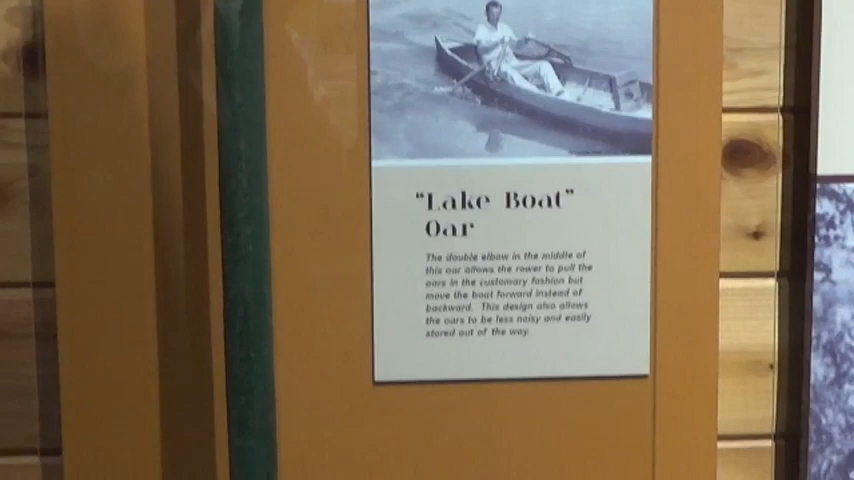 "Lake Boat"
Oar
The double elbow in the middle of
this oar allows the rower to pull the
oars in the customary fashion but
move the boat forward instead of
backward. This design also allows
the oars to be less noisy and easily
stored out of the way.